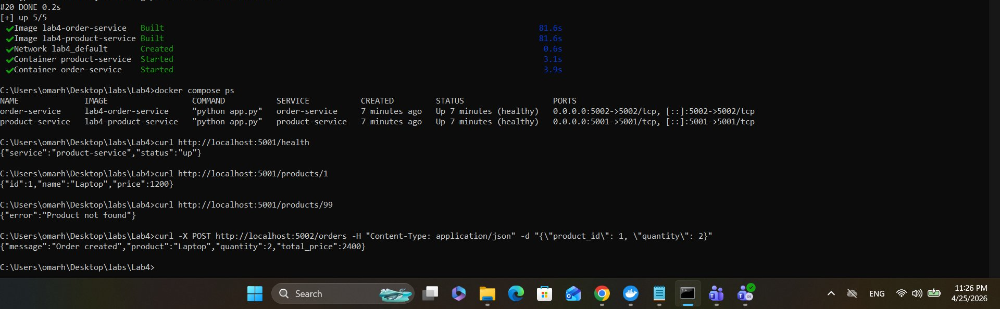 #20 DONE 0.2s
[+] up 5/5
Image lab4-order-service Built 81.6s
Image lab4-product-service Built 81.6s
Network lab4_default Created 0.6s
Container product-service Started 3.1s
Container order-service Started 3.9s
C:\Users\omarh\Desktop\labs\Lab4>docker compose ps
NAME IMAGE COMMAND SERVICE CREATED STATUS PORTS
order-service lab4-order-service "python app.py" order-service 7 minutes ago Up 7 minutes (healthy) 0.0.0.0:5002->5002/tcp, [::]:5002->5002/tcp
product-service lab4-product-service "python app.py" product-service 7 minutes ago Up 7 minutes (healthy) 0.0.0.0:5001->5001/tcp, [::]:5001->5001/tcp
C:\Users\omarh\Desktop\labs\Lab4>curl http://localhost:5001/health
{"service":"product-service","status":"up"}
C:\Users\omarh\Desktop\labs\Lab4>curl http://localhost:5001/products/1
{"id":1,"name":"Laptop","price":1200}
C:\Users\omarh\Desktop\labs\Lab4>curl http://localhost:5001/products/99
{"error":"Product not found"}
C:\Users\omarh\Desktop\labs\Lab4>curl -X POST http://localhost:5002/orders -H "Content-Type: application/json" -d "{\"product_id\": 1, \"quantity\": 2}"
{"message":"Order created","product":"Laptop","quantity":2,"total_price":2400}
C:\Users\omarh\Desktop\labs\Lab4>
Search
ENG
11:26 PM
4/25/2026